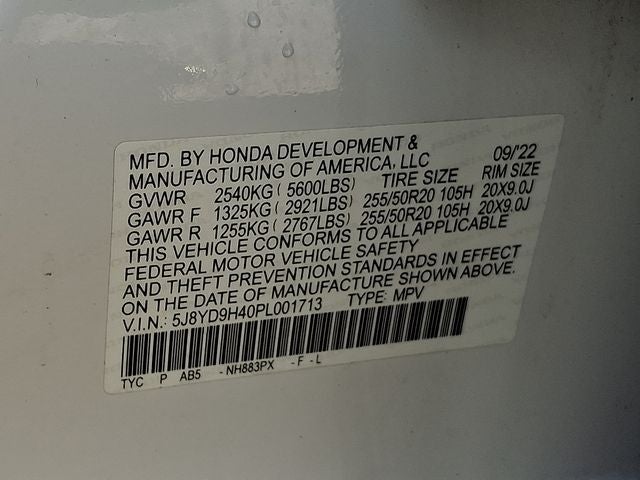 MFD. BY HONDA DEVELOPMENT &
MANUFACTURING OF AMERICA, LLC 09/'22
GVWR 2540KG ( 5600LBS) TIRE SIZE RIM SIZE
GAWR F 1325KG ( 2921LBS) 255/50R20 105H 20X9.0J
GAWR R 1255KG ( 2767LBS) 255/50R20 105H 20X9.0J
THIS VEHICLE CONFORMS TO ALL APPLICABLE
FEDERAL MOTOR VEHICLE SAFETY
AND THEFT PREVENTION STANDARDS IN EFFECT
ON THE DATE OF MANUFACTURE SHOWN ABOVE.
V.I.N.: 5J8YD9H40PL001713 TYPE: MPV
TYC P AB5 - NH883PX - F - L